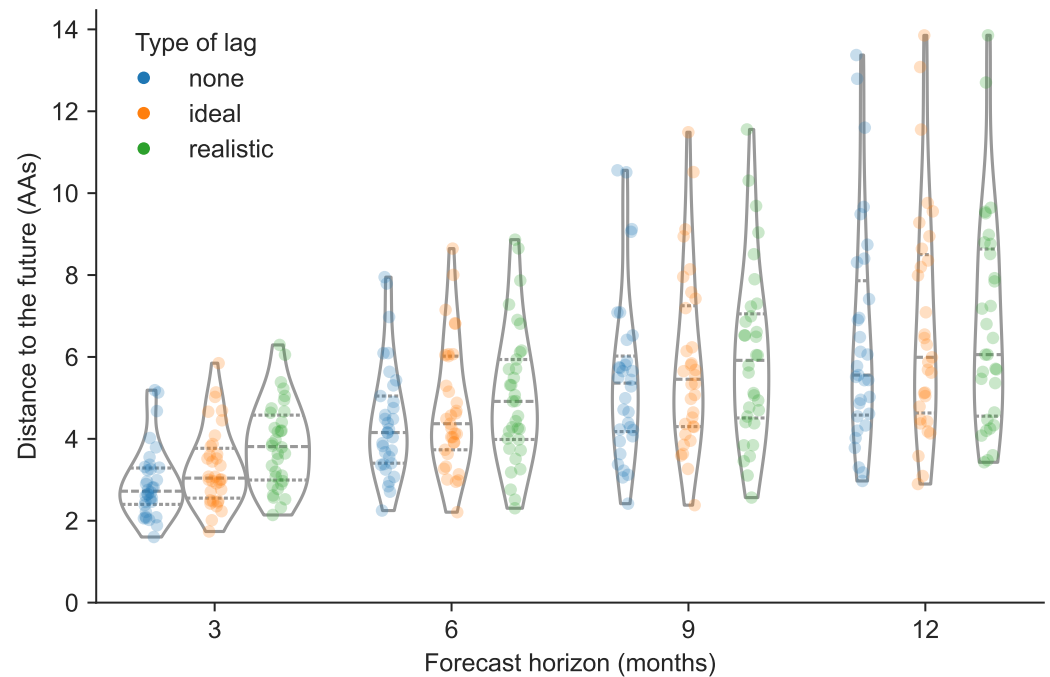 Distance to the future (AAs)
14
12
10
8
6
4
2
0
Type of lag
none
ideal
realistic
3
6
9
12
Forecast horizon (months)